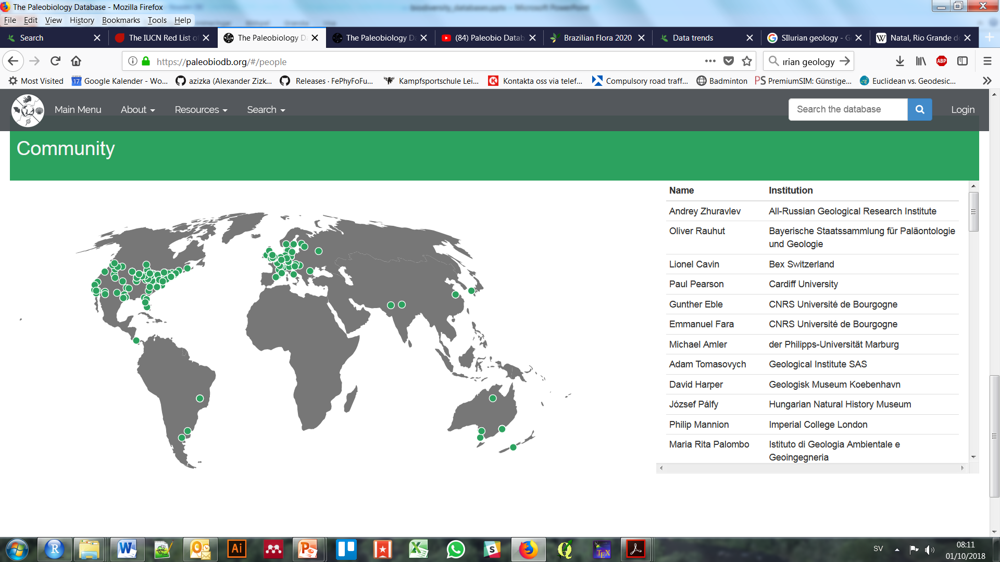 The Paleobiology Database - Mozilla Firefox
biodiversity_databases.pptx - Microsoft PowerPoint
File Edit View History Bookmarks Tools Help
Search
The IUCN Red List o
The Paleobiology D
The Paleobiology Da
(84) Paleobio Datab
Brazilian Flora 2020
Data trends
SIlurian geology - G
Natal, Rio Grande d
https://paleobiodb.org/#/people
ırian geology
ABP
Most Visited
17 Google Kalender - Wo...
azizka (Alexander Zizk...
Releases · FePhyFoFu...
Kampfsportschule Lei...
K Kontakta oss via telef...
Compulsory road traff...
Badminton
PS PremiumSIM: Günstige...
Euclidean vs. Geodesic...
Main Menu About Resources Search
Search the database
Login
Community
Name Institution
Andrey Zhuravlev All-Russian Geological Research Institute
Oliver Rauhut Bayerische Staatssammlung für Paläontologie
und Geologie
Lionel Cavin Bex Switzerland
Paul Pearson Cardiff University
Gunther Eble CNRS Université de Bourgogne
Emmanuel Fara CNRS Université de Bourgogne
Michael Amler der Philipps-Universität Marburg
Adam Tomasovych Geological Institute SAS
David Harper Geologisk Museum Koebenhavn
József Pálfy Hungarian Natural History Museum
Philip Mannion Imperial College London
Maria Rita Palombo Istituto di Geologia Ambientale e
Geoingegneria
SV
08:11
01/10/2018